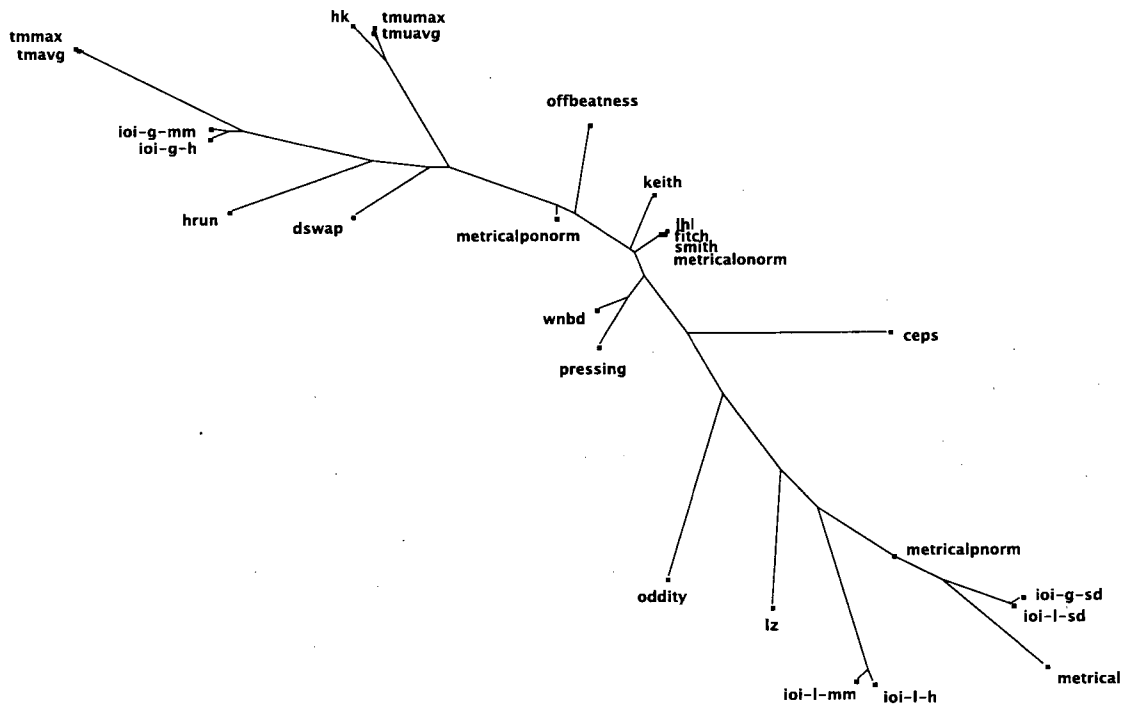 hk
tmumax
tmuavg
tmmax
tmavg
offbeatness
ioi-g-mm
ioi-g-h
keith
hrun
dswap
metricalponorm
lhl
fitch
smith
metricalonorm
wnbd
ceps
pressing
metricalpnorm
oddity
ioi-g-sd
ioi-l-sd
lz
metrical
ioi-l-mm
ioi-l-h